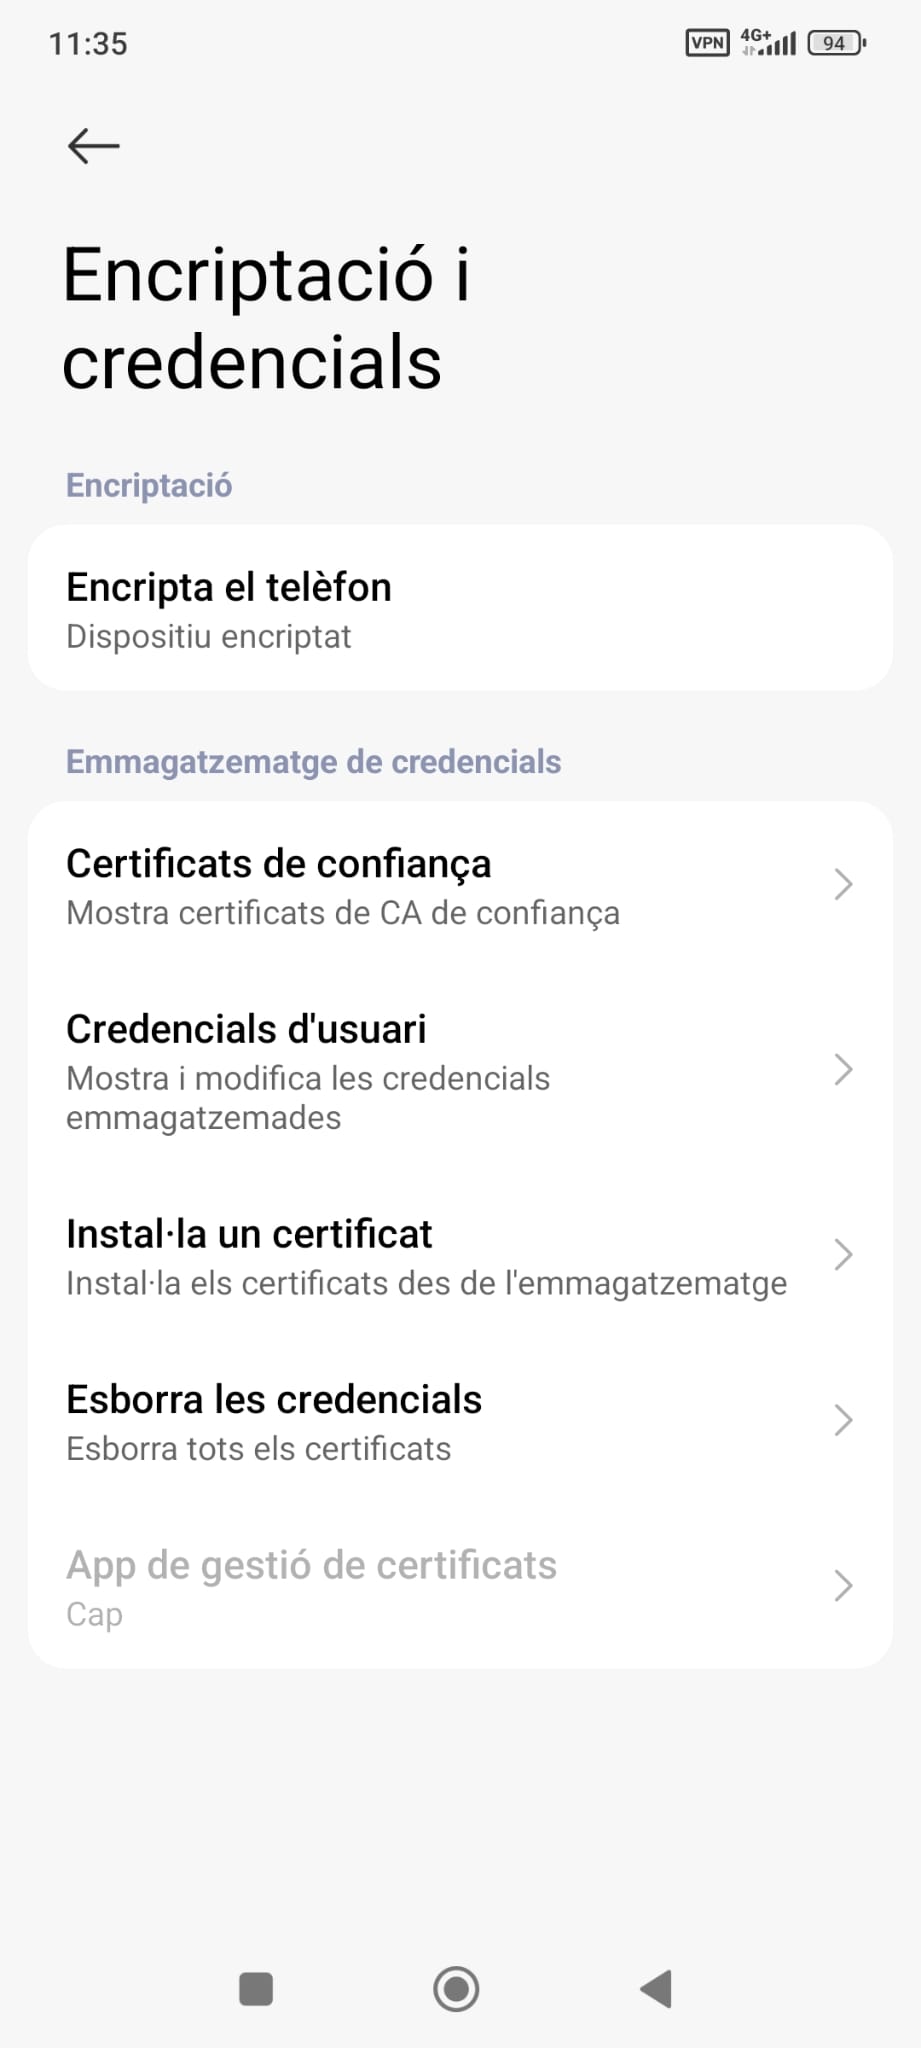 11:35
VPN 4G+ 94
Encriptació i
credencials
Encriptació
Encripta el telèfon
Dispositiu encriptat
Emmagatzematge de credencials
Certificats de confiança
Mostra certificats de CA de confiança
Credencials d'usuari
Mostra i modifica les credencials
emmagatzemades
Instal·la un certificat
Instal·la els certificats des de l'emmagatzematge
Esborra les credencials
Esborra tots els certificats
App de gestió de certificats
Cap